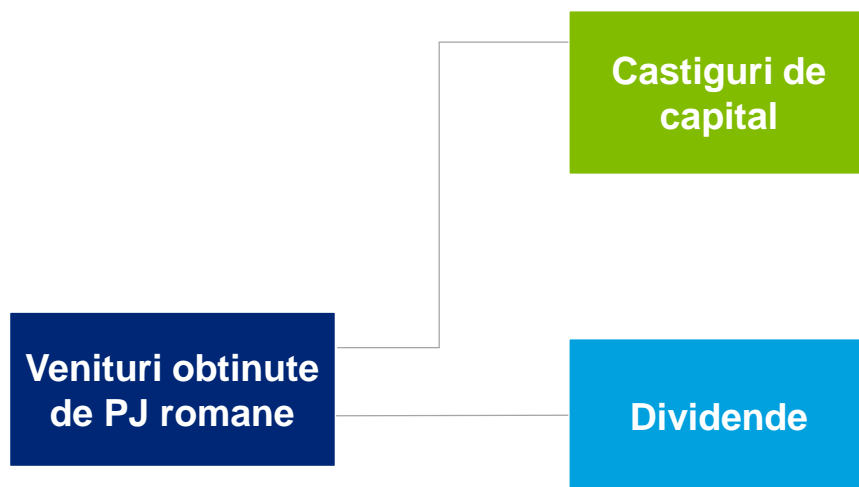 Castiguri de
capital
Venituri obtinute
de PJ romane
Dividende